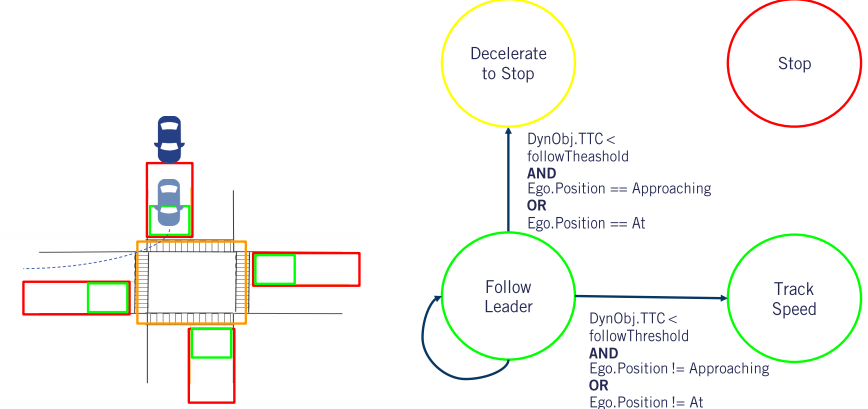 Decelerate
to Stop
Stop
DynObj.TTC <
followTheashold
AND
Ego.Position == Approaching
OR
Ego.Position == At
Follow
Leader
Track
Speed
DynObj.TTC <
followThreshold
AND
Ego.Position != Approaching
OR
Ego.Position != At